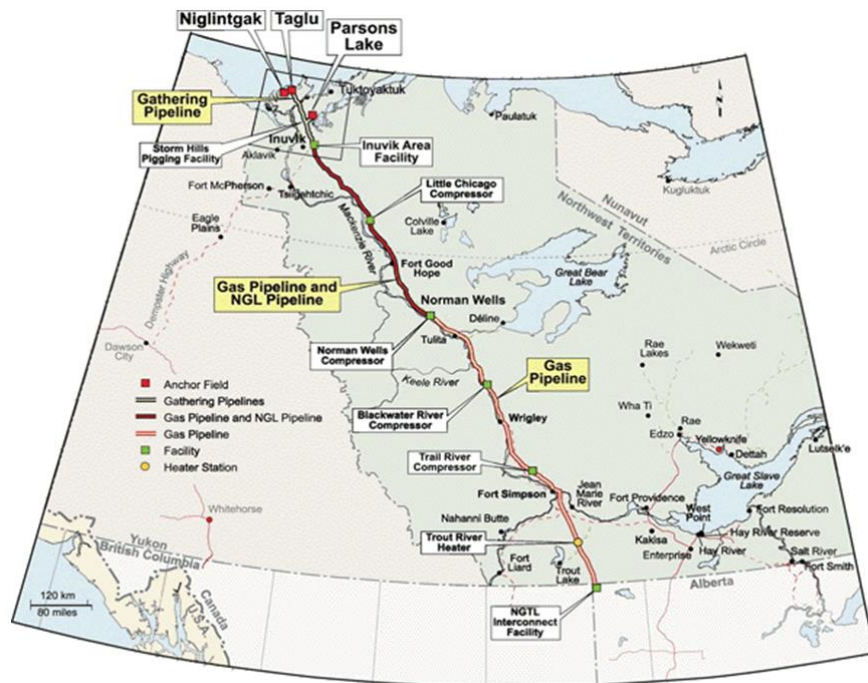 Niglintgak
Taglu
Parsons
Lake
Gathering
Pipeline
Tuktoyaktuk
Paulatuk
N
Storm Hills
Pigging Facility
Inuvik
Aklavik
Inuvik Area
Facility
Kugluktuk
Fort McPherson
Tsiigehtchic
Little Chicago
Compressor
Nunavut
Northwest Territories
Eagle
Plains
Mackenzie River
Colville
Lake
Arctic Circle
Dempster Highway
Fort Good
Hope
Great Bear
Lake
Gas Pipeline and
NGL Pipeline
Norman Wells
Déline
Dawson
City
Norman Wells
Compressor
Tulita
Rae
Lakes
Wekweti
Keele River
Gas
Pipeline
Anchor Field
Gathering Pipelines
Gas Pipeline and NGL Pipeline
Gas Pipeline
Facility
Heater Station
Blackwater River
Compressor
Wrigley
Wha Ti
Rae
Edzo
Yellowknife
Dettah
Lutselk'e
Trail River
Compressor
Great Slave
Lake
Fort Simpson
Jean
Marie
River
Fort Providence
West
Point
Fort Resolution
Whitehorse
Nahanni Butte
Kakisa
Hay River Reserve
Trout River
Heater
Enterprise
Hay River
Salt River
Fort Smith
Yukon
British Columbia
Fort
Liard
Trout
Lake
Alberta
120 km
80 miles
Canada
U.S.A.
NGTL
Interconnect
Facility